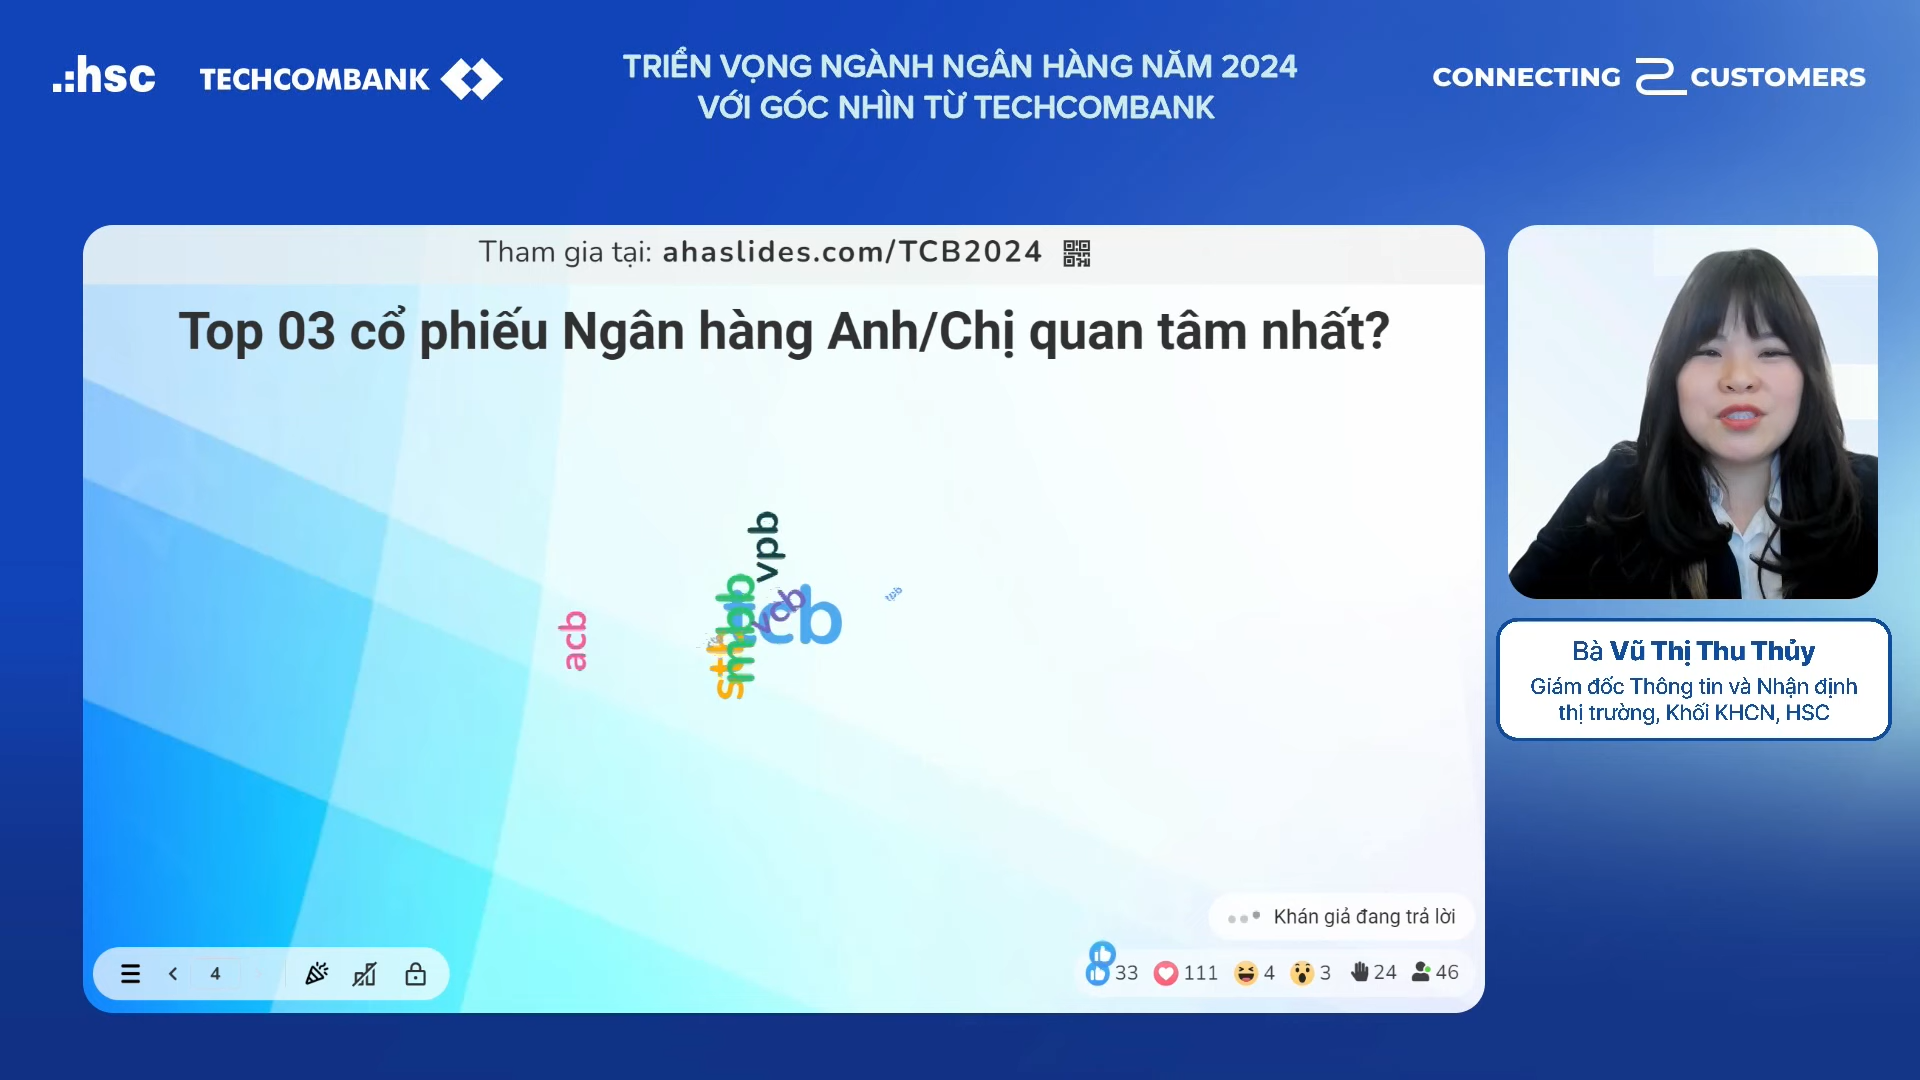 .:hsc
TECHCOMBANK
TRIỂN VỌNG NGÀNH NGÂN HÀNG NĂM 2024
VỚI GÓC NHÌN TỪ TECHCOMBANK
CONNECTING CUSTOMERS
Tham gia tại: ahaslides.com/TCB2024
Top 03 cổ phiếu Ngân hàng Anh/Chị quan tâm nhất?
vpb
tpb
vcb
acb
Khán giả đang trả lời
4
33 111 4 3 24 46
Bà Vũ Thị Thu Thủy
Giám đốc Thông tin và Nhận định
thị trường, Khối KHCN, HSC